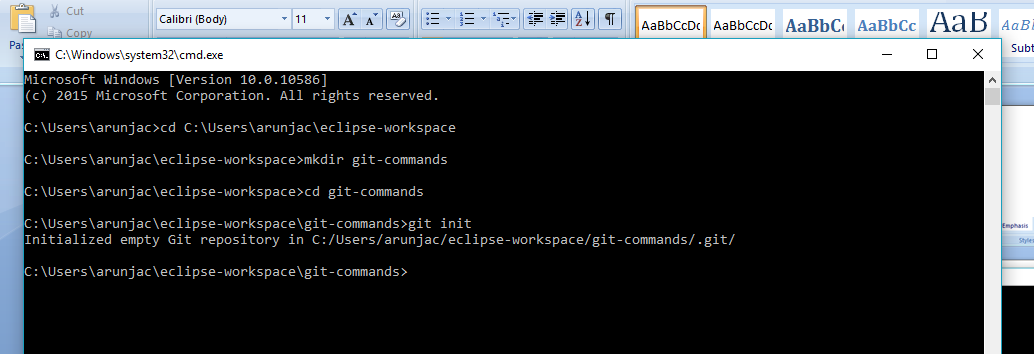 Cut
Calibri (Body) 11
AaBbCcDc AaBbCcDc AaBbCc AaBbCc AaB AaBbCc
Copy
C:\Windows\system32\cmd.exe
Subt
Microsoft Windows [Version 10.0.10586]
(c) 2015 Microsoft Corporation. All rights reserved.
C:\Users\arunjac>cd C:\Users\arunjac\eclipse-workspace
C:\Users\arunjac\eclipse-workspace>mkdir git-commands
C:\Users\arunjac\eclipse-workspace>cd git-commands
C:\Users\arunjac\eclipse-workspace\git-commands>git init
Emphasis
Initialized empty Git repository in C:/Users/arunjac/eclipse-workspace/git-commands/.git/
Styles
C:\Users\arunjac\eclipse-workspace\git-commands>